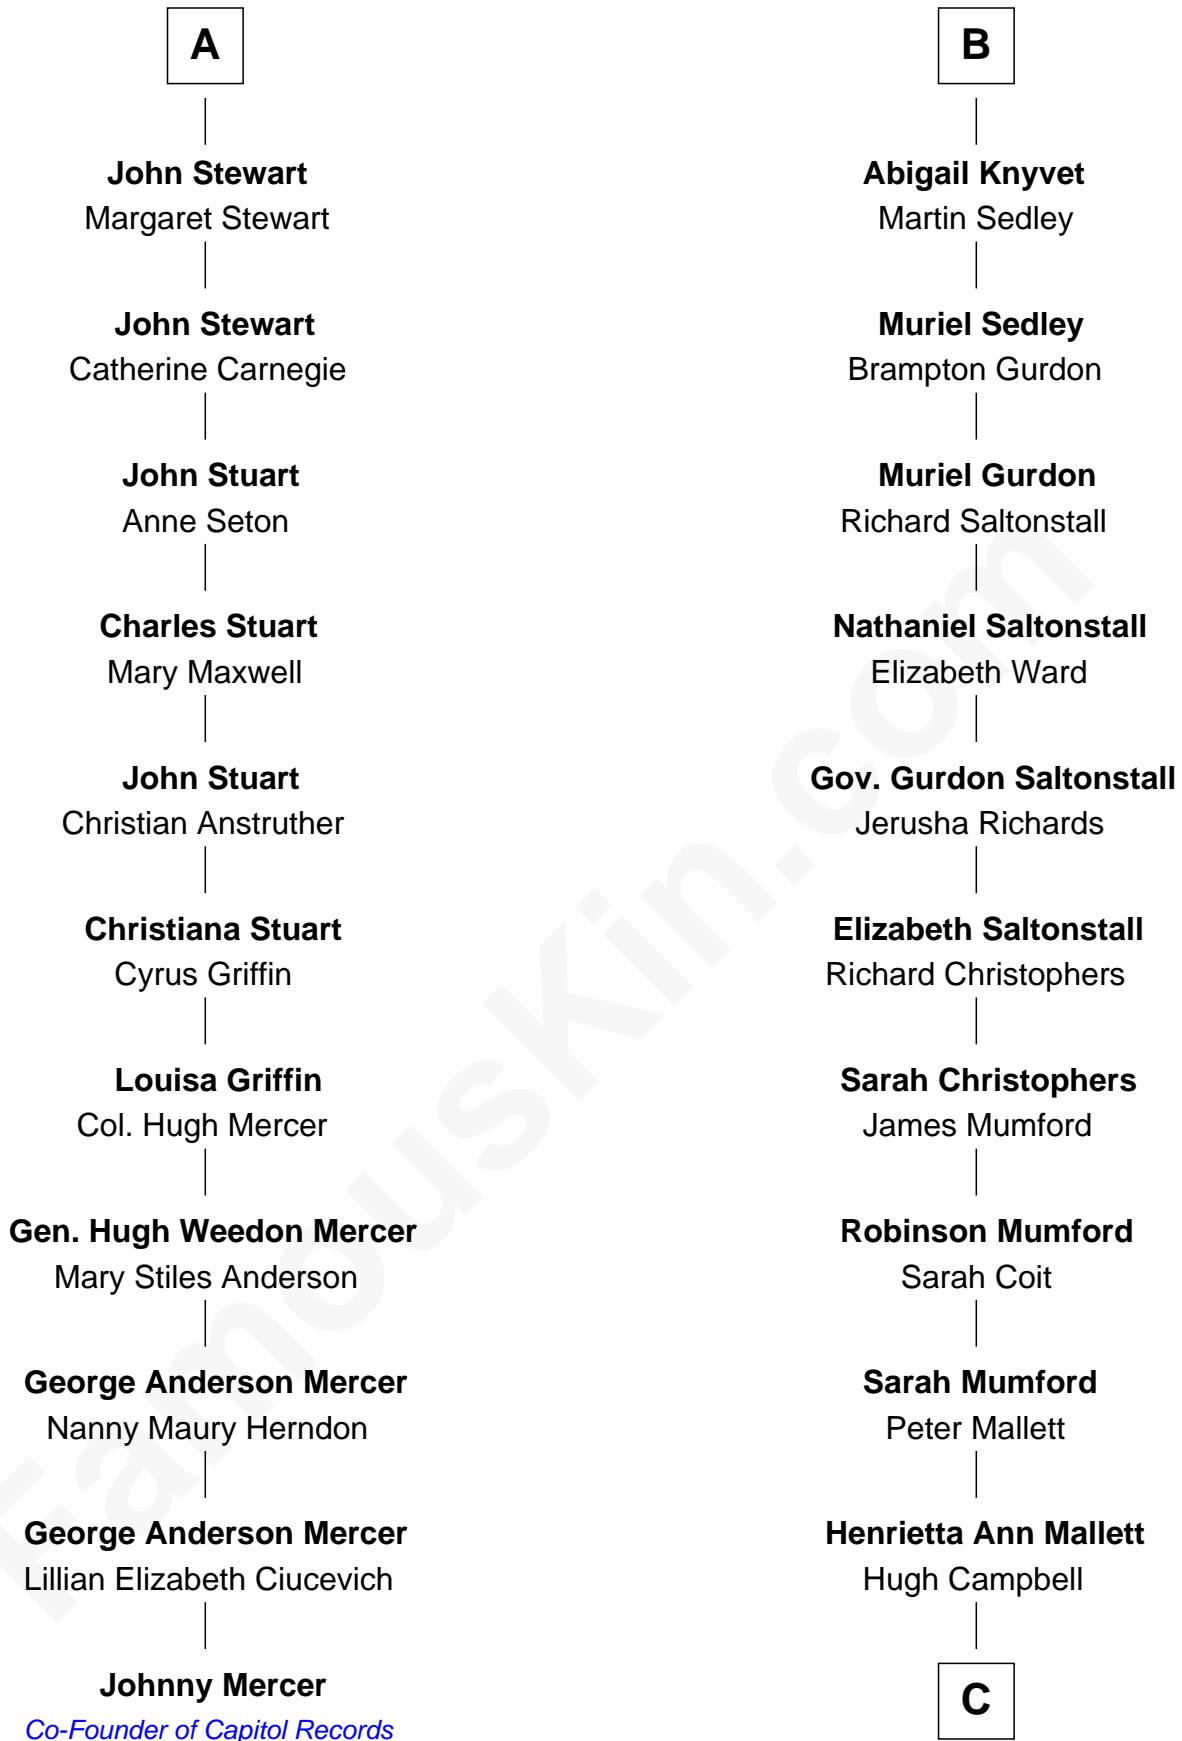 A
John Stewart
Margaret Stewart
John Stewart
Catherine Carnegie
John Stuart
Anne Seton
Charles Stuart
Mary Maxwell
John Stuart
Christian Anstruther
Christiana Stuart
Cyrus Griffin
Louisa Griffin
Col. Hugh Mercer
Gen. Hugh Weedon Mercer
Mary Stiles Anderson
George Anderson Mercer
Nanny Maury Herndon
George Anderson Mercer
Lillian Elizabeth Ciucevich
Johnny Mercer
Co-Founder of Capitol Records
B
Abigail Knyvet
Martin Sedley
Muriel Sedley
Brampton Gurdon
Muriel Gurdon
Richard Saltonstall
Nathaniel Saltonstall
Elizabeth Ward
Gov. Gurdon Saltonstall
Jerusha Richards
Elizabeth Saltonstall
Richard Christophers
Sarah Christophers
James Mumford
Robinson Mumford
Sarah Coit
Sarah Mumford
Peter Mallett
Henrietta Ann Mallett
Hugh Campbell
C
FamousKin.com